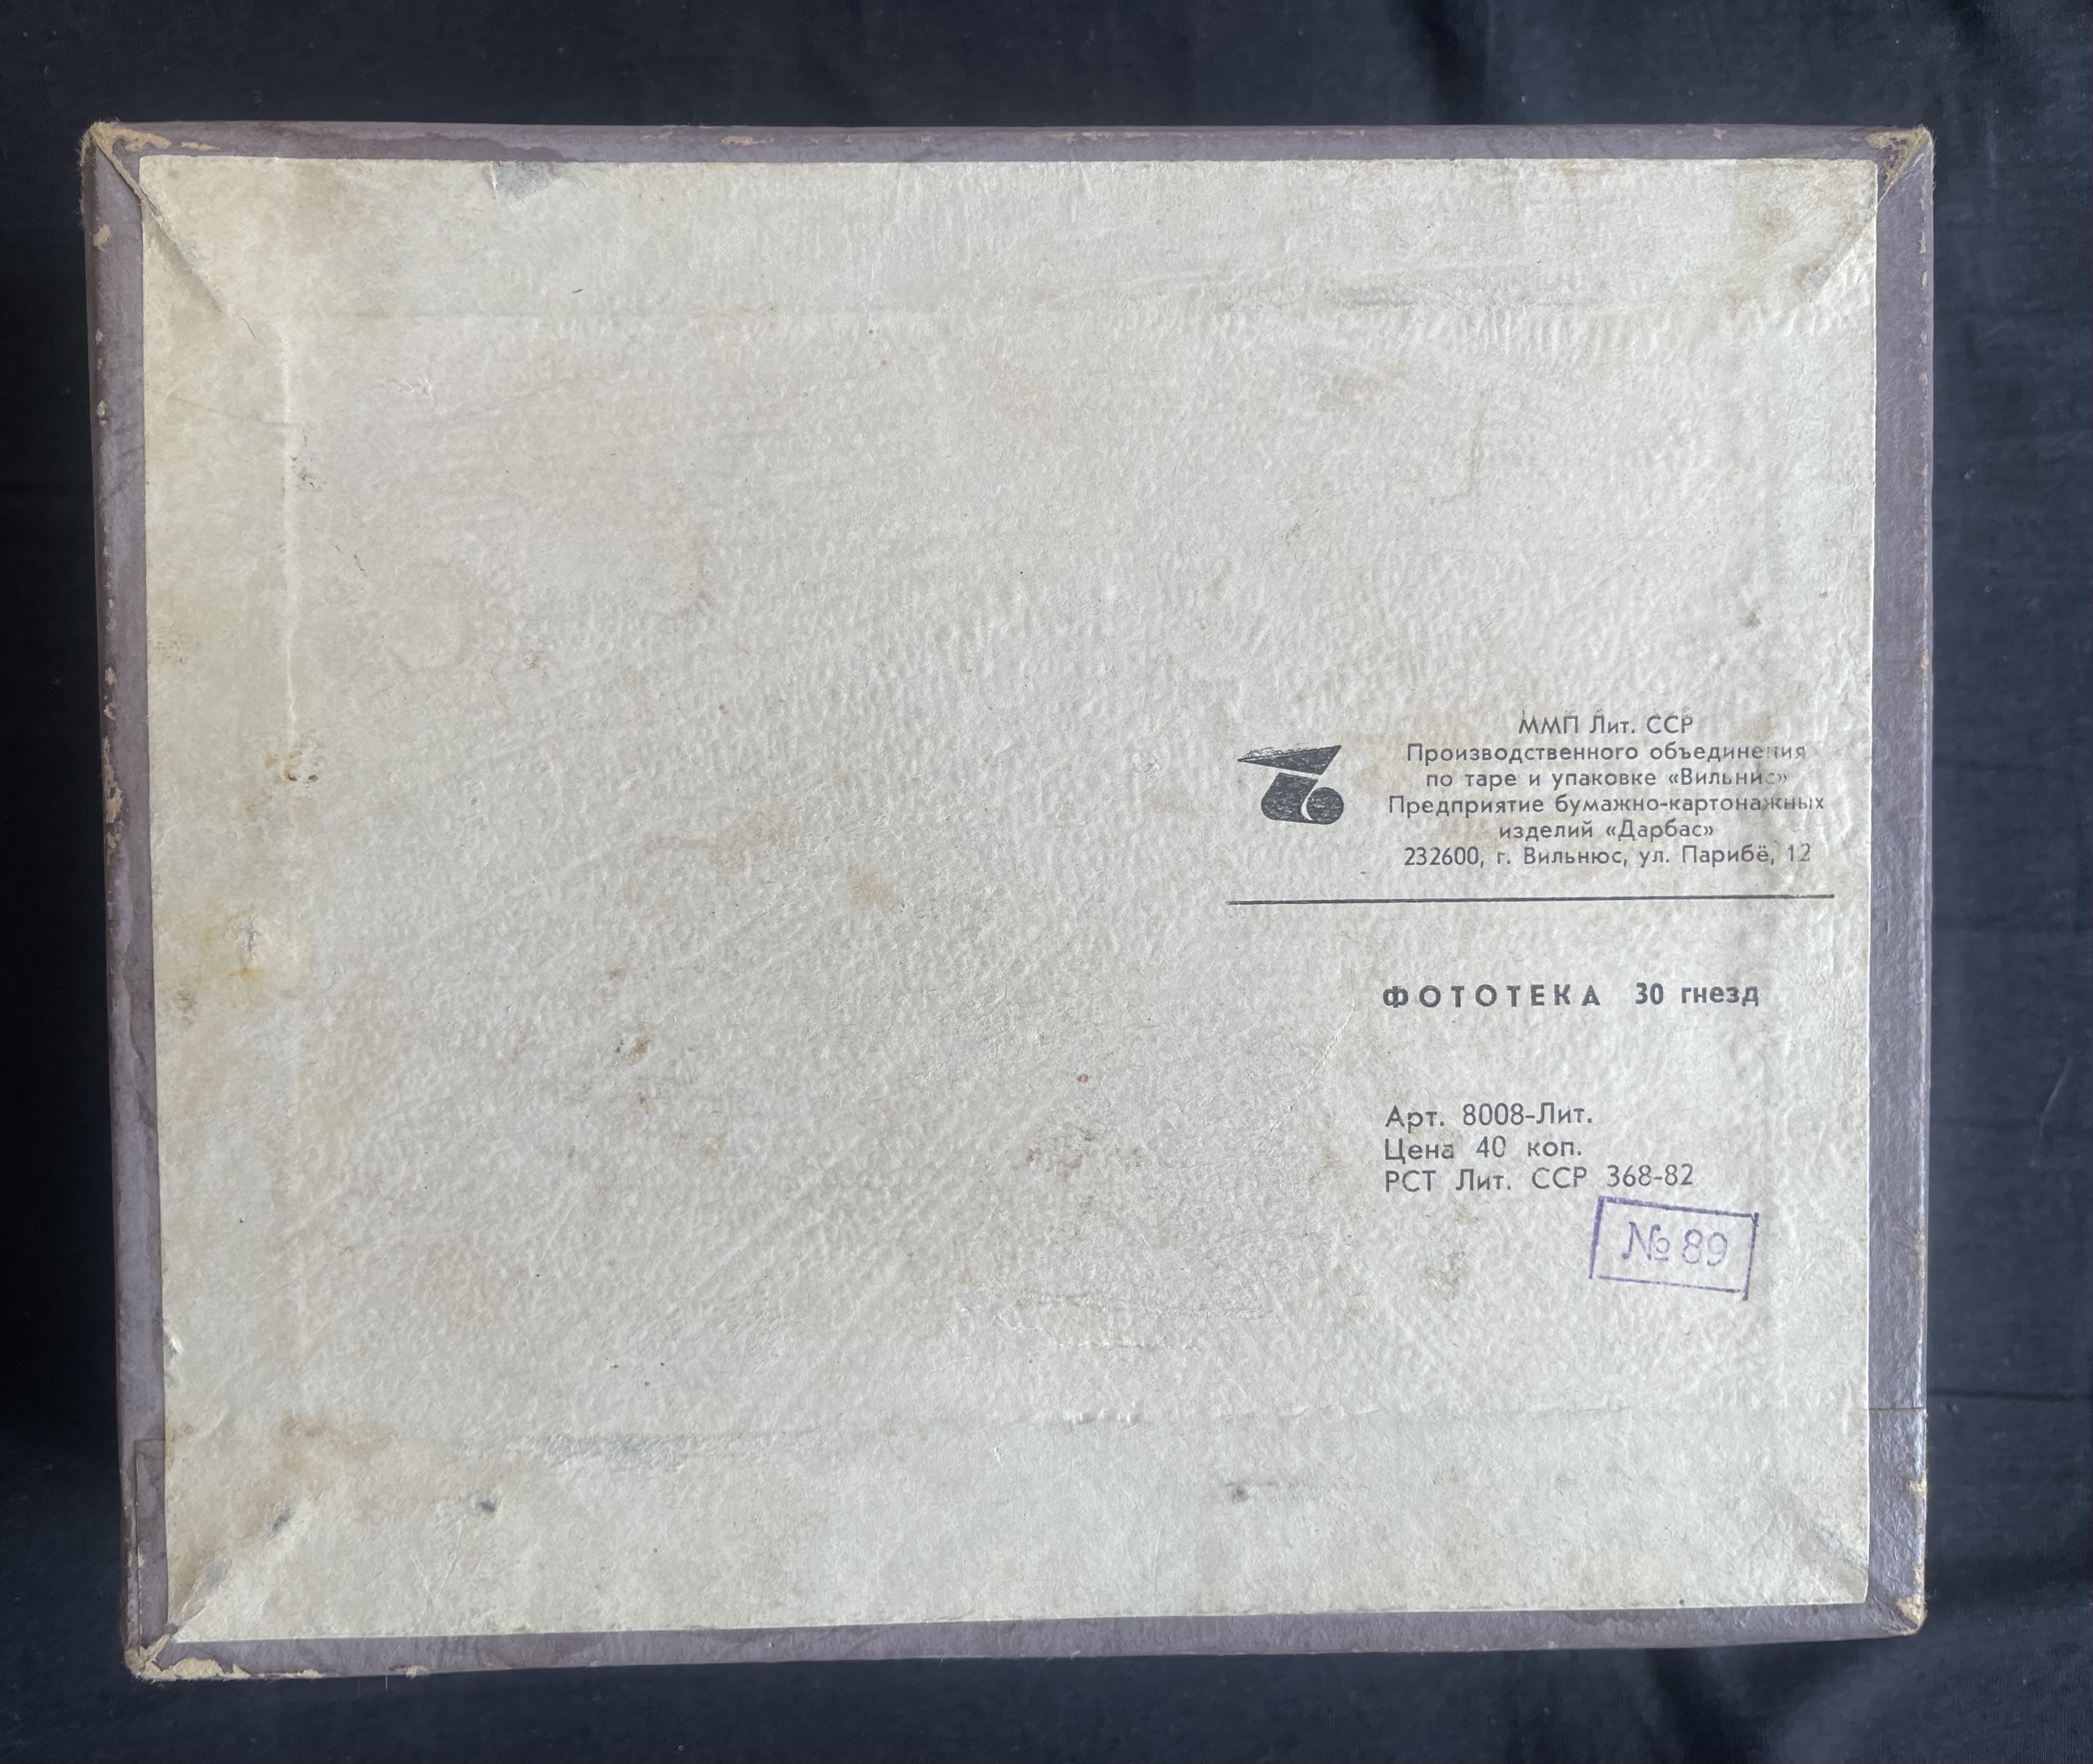 ММП Лит. ССР
Производственного объединения
по таре и упаковке «Вильнис»
Предприятие бумажно-картонажных
изделий «Дарбас»
232600, г. Вильнюс, ул. Парибё, 12
ФОТОТЕКА 30 гнезд
Арт. 8008-Лит.
Цена 40 коп.
РСТ Лит. ССР 368-82
№ 89